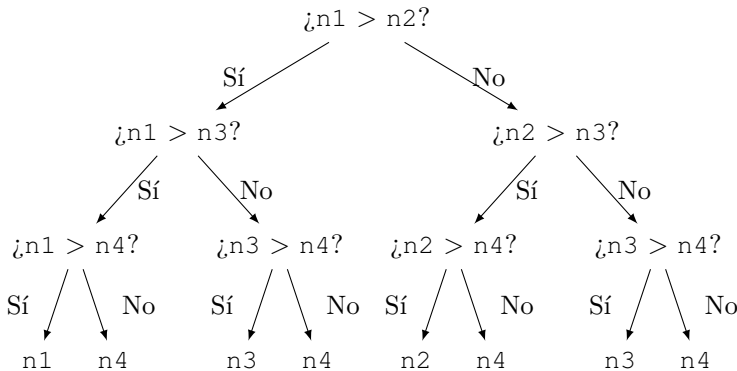 ¿n1 > n2?
Sí No
¿n1 > n3? ¿n2 > n3?
Sí No Sí No
¿n1 > n4? ¿n3 > n4? ¿n2 > n4? ¿n3 > n4?
Sí No Sí No Sí No Sí No
n1 n4 n3 n4 n2 n4 n3 n4